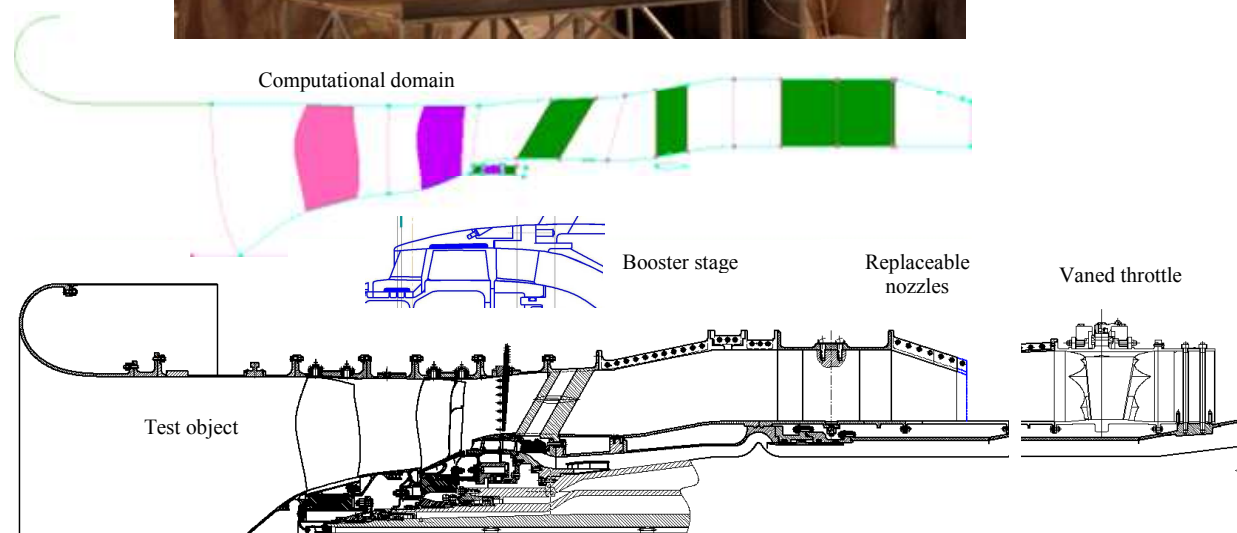 Computational domain
Booster stage
Replaceable
nozzles
Vaned throttle
Test object